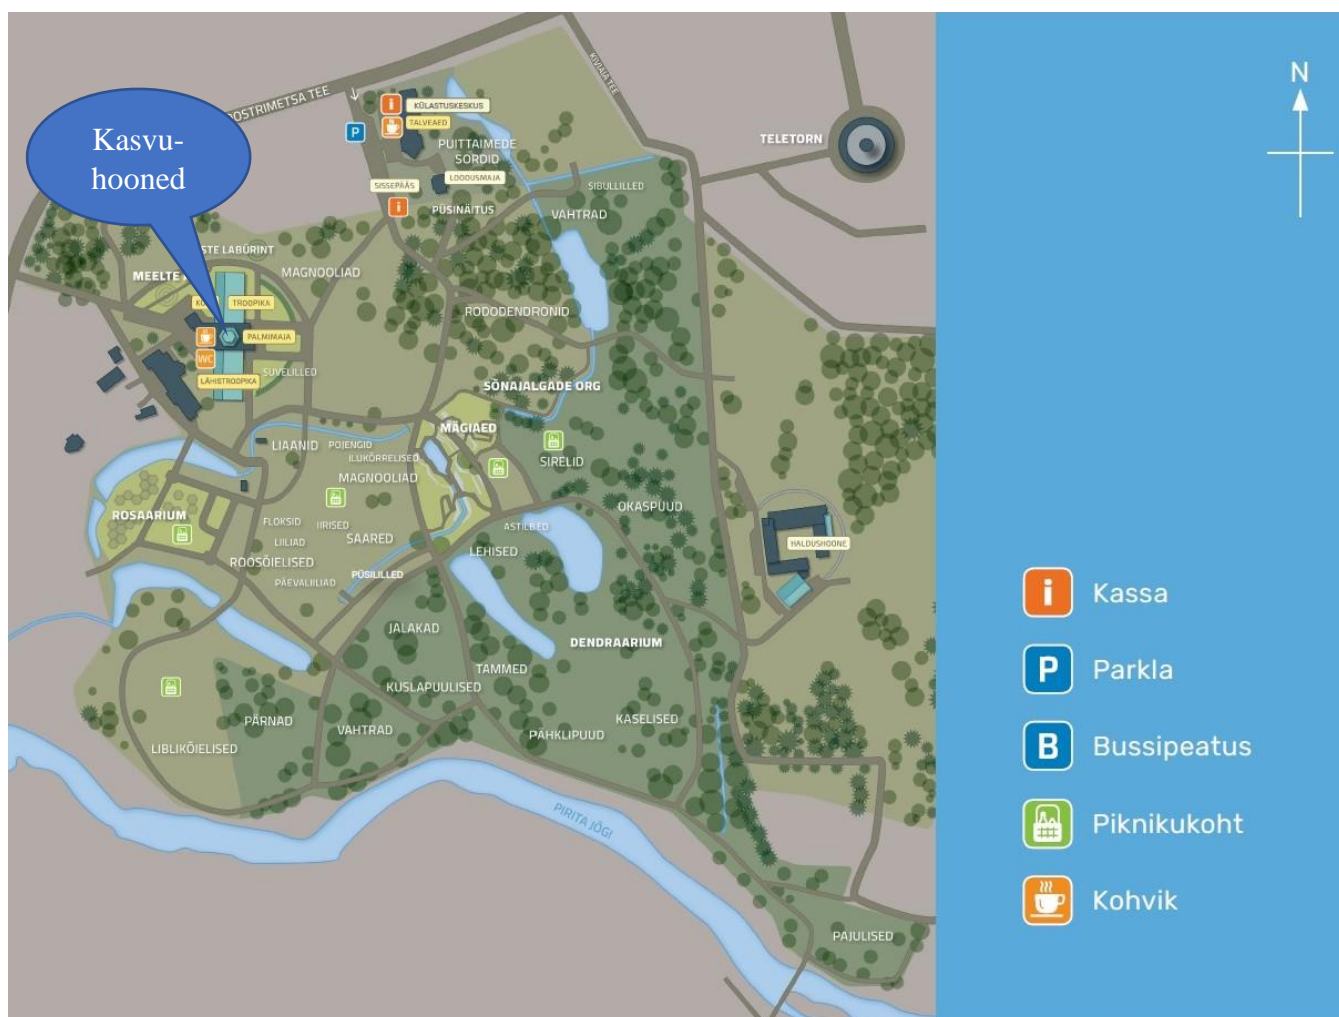 KIVIAIA TEE
OOSTRIMETSA TEE
N
KÜLASTUSKESKUS
TALVEAED
P
TELETORN
PUITTAIMEDE
SORDID
Kasvu-
hooned
LOODUSMAJA
SISSEPÄÄS
SIBULLILLED
PÜSINÄITUS
VAHTRAD
STE LABÜRINT
MAGNOOLIAD
MEELTE
TROOPIKA
RODODENDRONID
PALMIMAJA
WC
SUVELILLED
LÄHISTROOPIKA
SÕNAJALGADE ORG
MÄGIAED
LIAANID
POJENGID
ILUKÕRRELISED
SIRELID
MAGNOOLIAD
OKASPUUD
ROSAARIUM
FLOKSID
IIRISED
ASTILBED
LIILIAD
SAARED
HALDUSHOONE
LEHISED
ROOSÕIELISED
PÜSILILLED
PÄEVALIILIAD
i Kassa
JALAKAD
DENDRAARIUM
TAMMED
P Parkla
KUSLAPUULISED
PÄRNAD
KASELISED
VAHTRAD
PÄHKLIPUUD
LIBLIKÕIELISED
B Bussipeatus
PIRITA JÕGI
Piknikukoht
Kohvik
PAJULISED